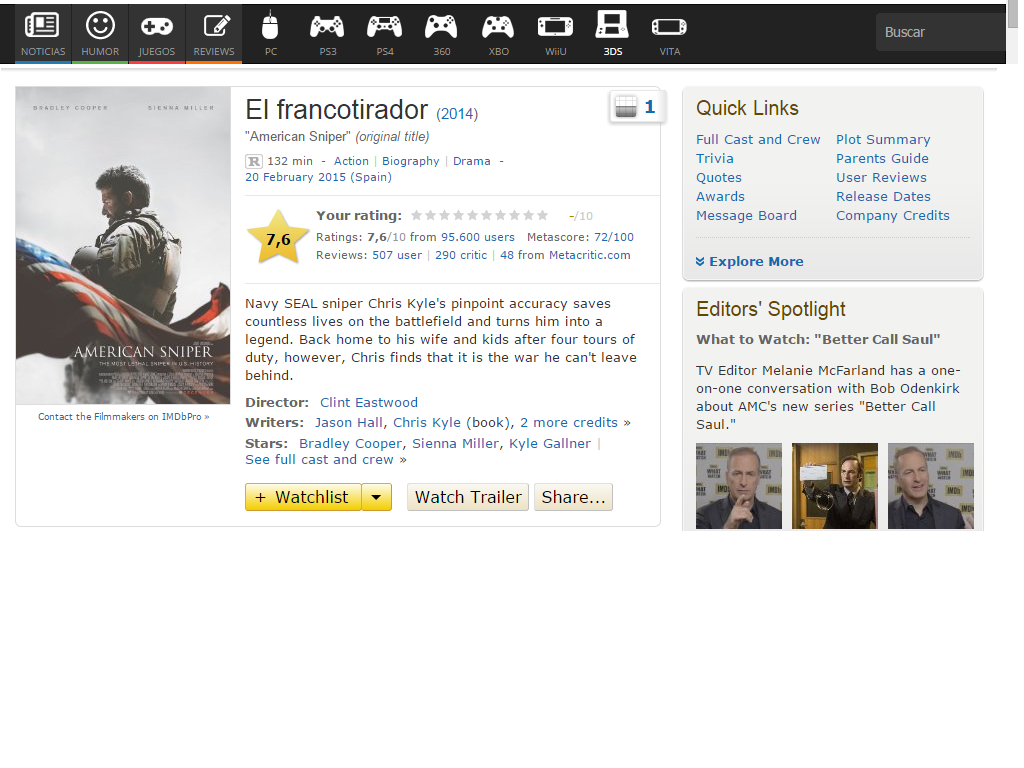 NOTICIAS HUMOR JUEGOS REVIEWS PC PS3 PS4 360 XBO WiiU 3DS VITA Buscar
BRADLEY COOPER SIENNA MILLER
AMERICAN SNIPER
THE MOST LETHAL SNIPER IN U.S. HISTORY
Contact the Filmmakers on IMDbPro »
El francotirador (2014)
1
"American Sniper" (original title)
R 132 min - Action | Biography | Drama -
20 February 2015 (Spain)
7,6
Your rating: -/10
Ratings: 7,6/10 from 95.600 users Metascore: 72/100
Reviews: 507 user | 290 critic | 48 from Metacritic.com
Navy SEAL sniper Chris Kyle's pinpoint accuracy saves
countless lives on the battlefield and turns him into a
legend. Back home to his wife and kids after four tours of
duty, however, Chris finds that it is the war he can't leave
behind.
Director: Clint Eastwood
Writers: Jason Hall, Chris Kyle (book), 2 more credits »
Stars: Bradley Cooper, Sienna Miller, Kyle Gallner |
See full cast and crew »
+ Watchlist Watch Trailer Share...
Quick Links
Full Cast and Crew Plot Summary
Trivia Parents Guide
Quotes User Reviews
Awards Release Dates
Message Board Company Credits
Explore More
Editors' Spotlight
What to Watch: "Better Call Saul"
TV Editor Melanie McFarland has a one-
on-one conversation with Bob Odenkirk
about AMC's new series "Better Call
Saul."